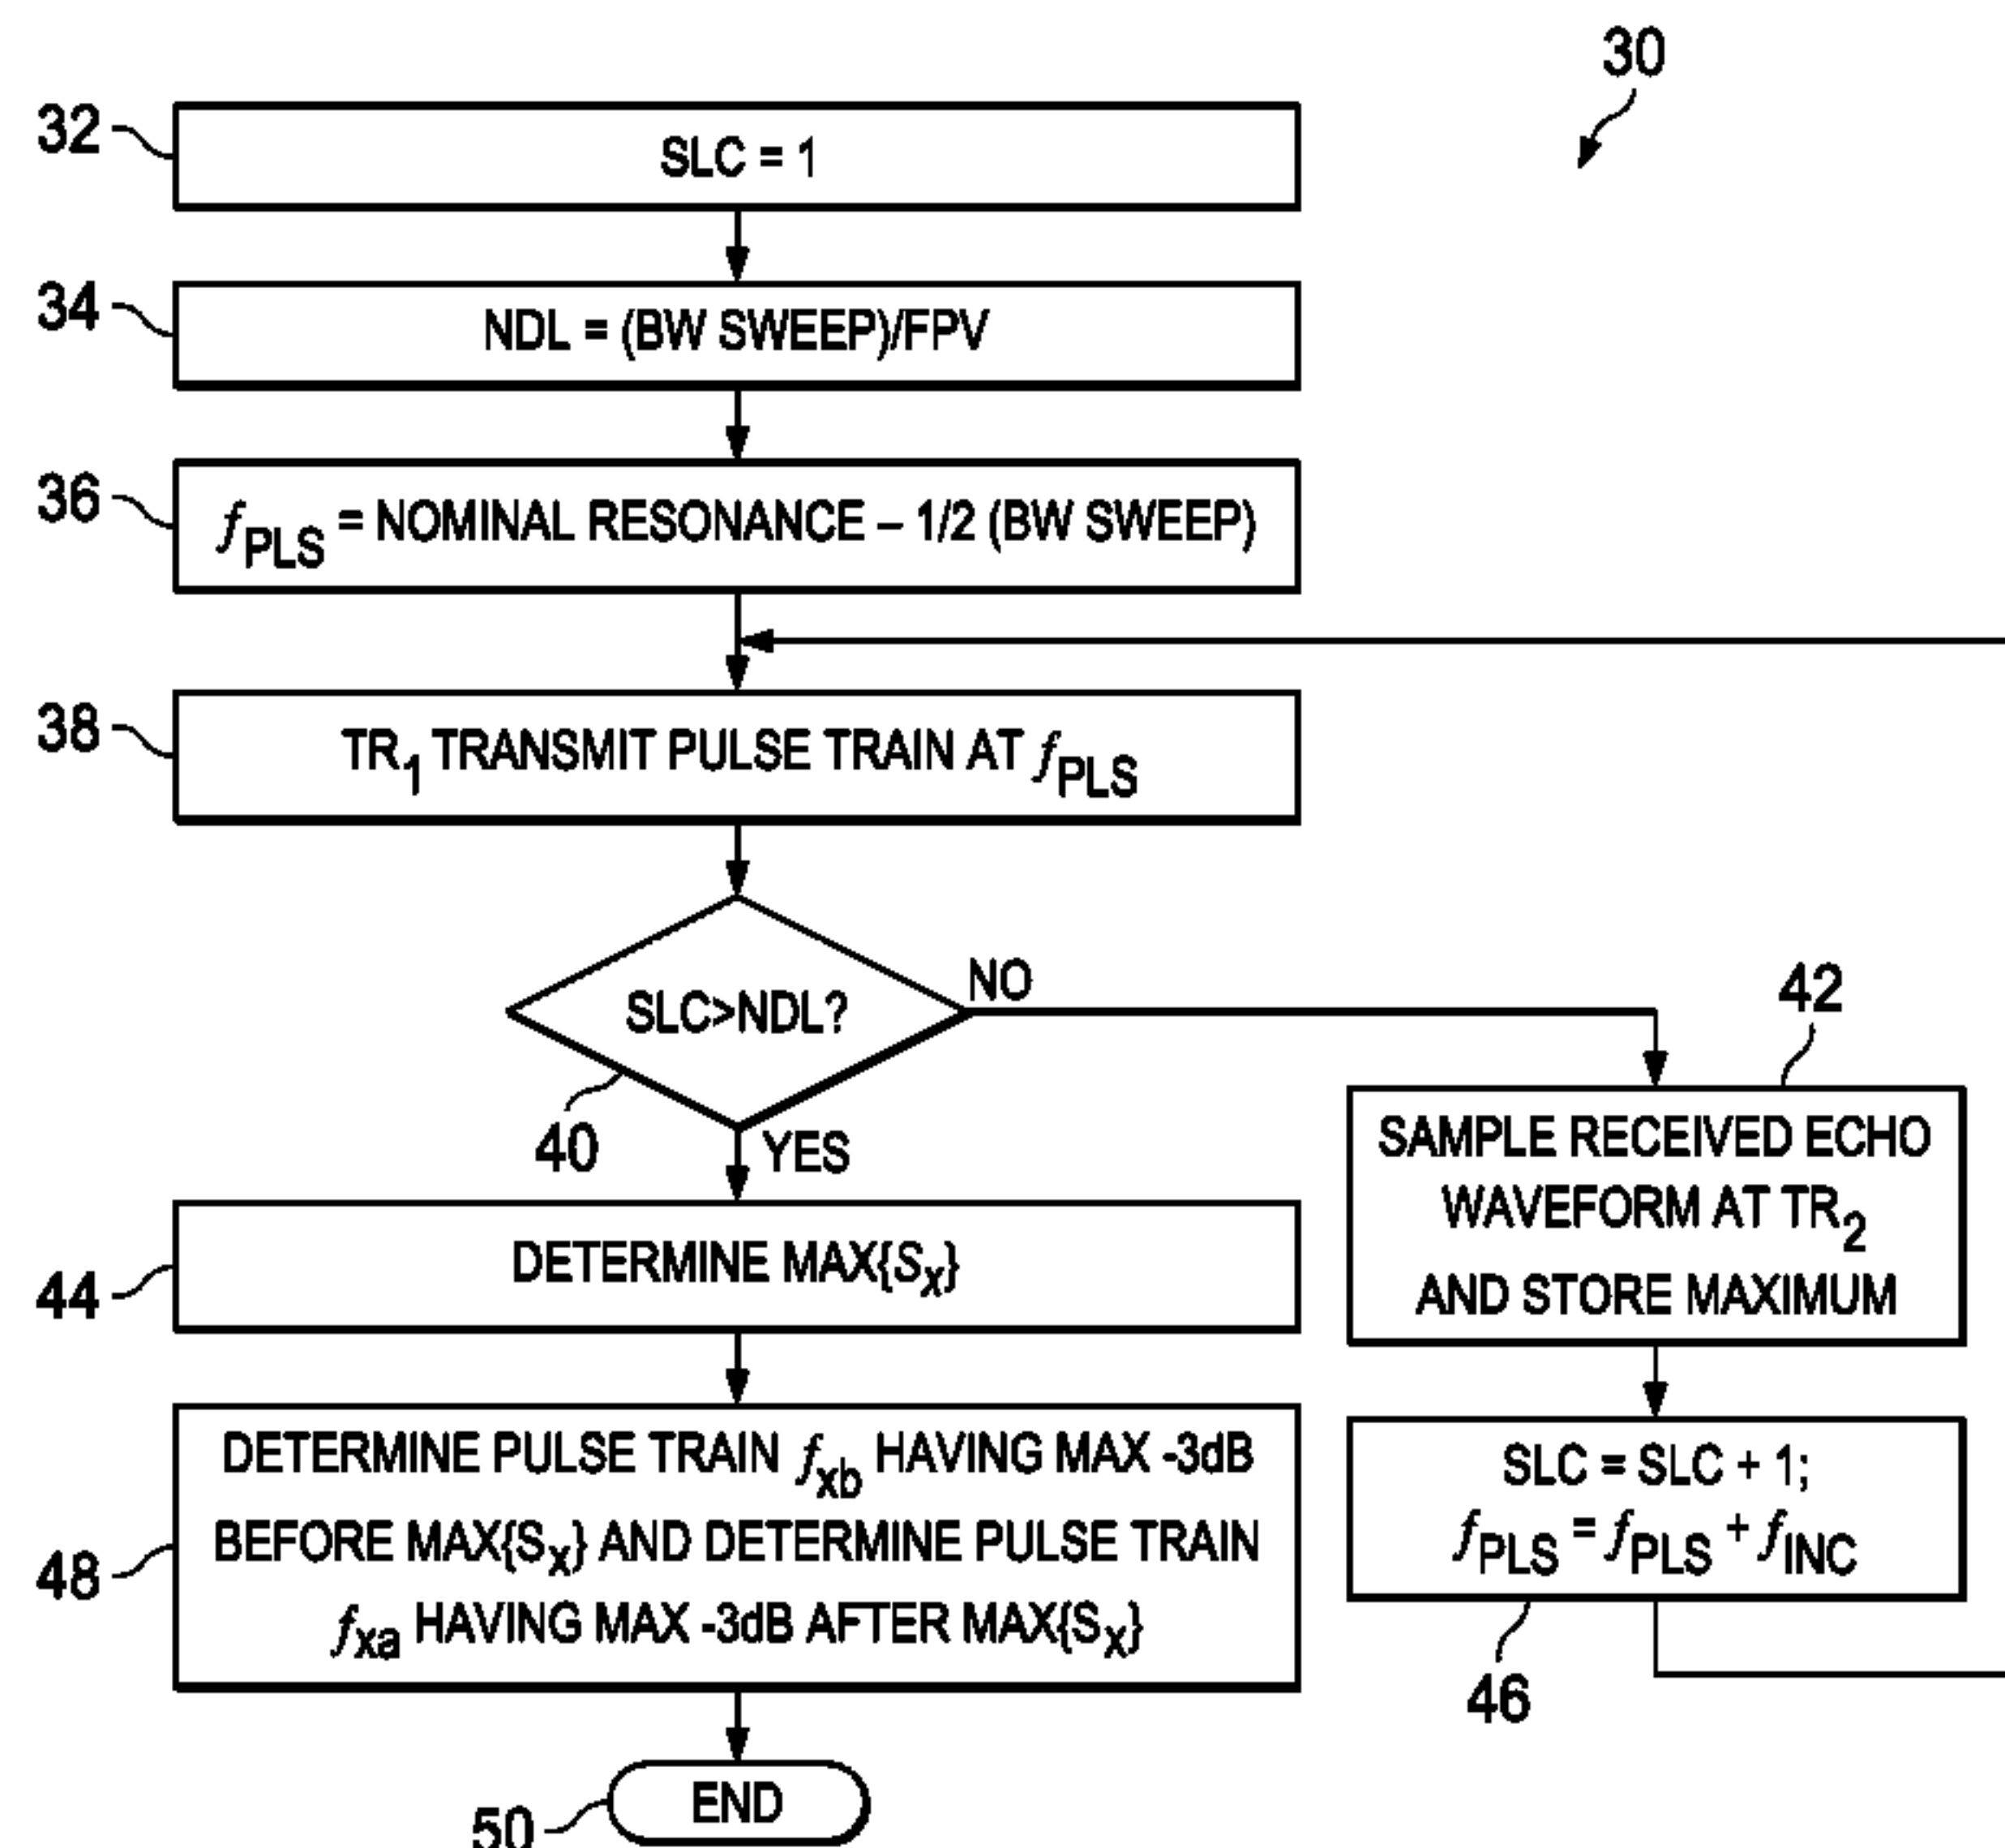 30
32
SLC = 1
34
NDL = (BW SWEEP)/FPV
36
fPLS = NOMINAL RESONANCE – 1/2 (BW SWEEP)
38
TR1 TRANSMIT PULSE TRAIN AT fPLS
SLC>NDL?
NO
40
YES
42
SAMPLE RECEIVED ECHO
WAVEFORM AT TR2
AND STORE MAXIMUM
44
DETERMINE MAX{Sx}
SLC = SLC + 1;
fPLS = fPLS + fINC
46
48
DETERMINE PULSE TRAIN fxb HAVING MAX -3dB
BEFORE MAX{Sx} AND DETERMINE PULSE TRAIN
fxa HAVING MAX -3dB AFTER MAX{Sx}
50
END